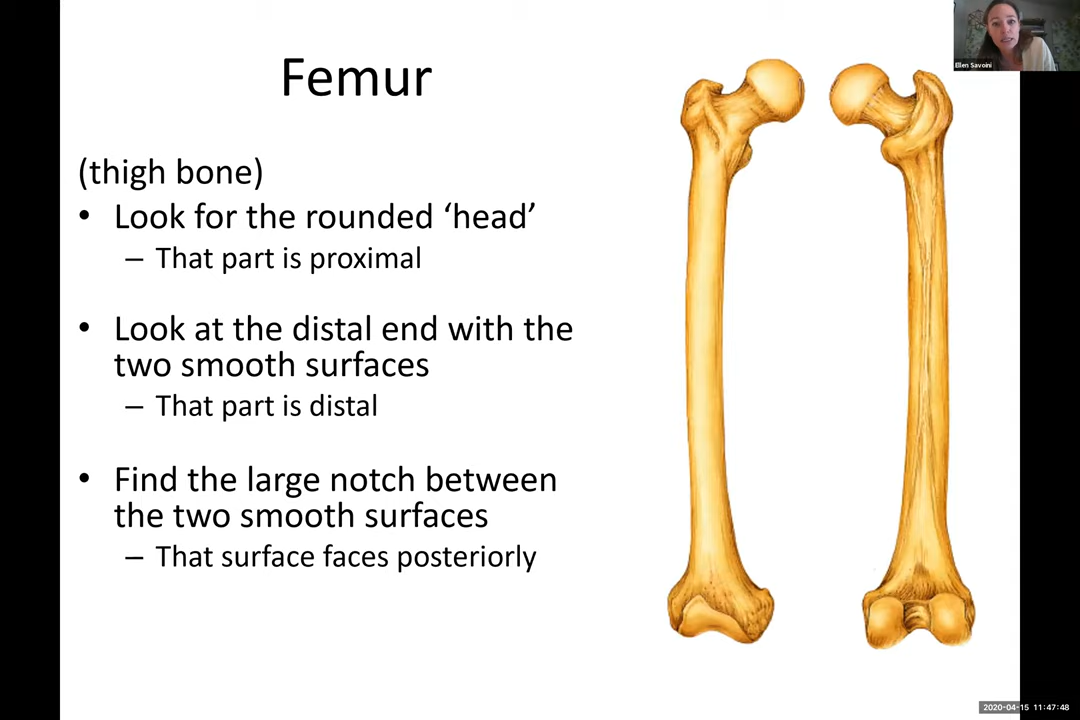 Femur
(thigh bone)
• Look for the rounded ‘head’
– That part is proximal
• Look at the distal end with the
two smooth surfaces
– That part is distal
• Find the large notch between
the two smooth surfaces
– That surface faces posteriorly
Ellen Savoini
2020-04-15 11:47:48